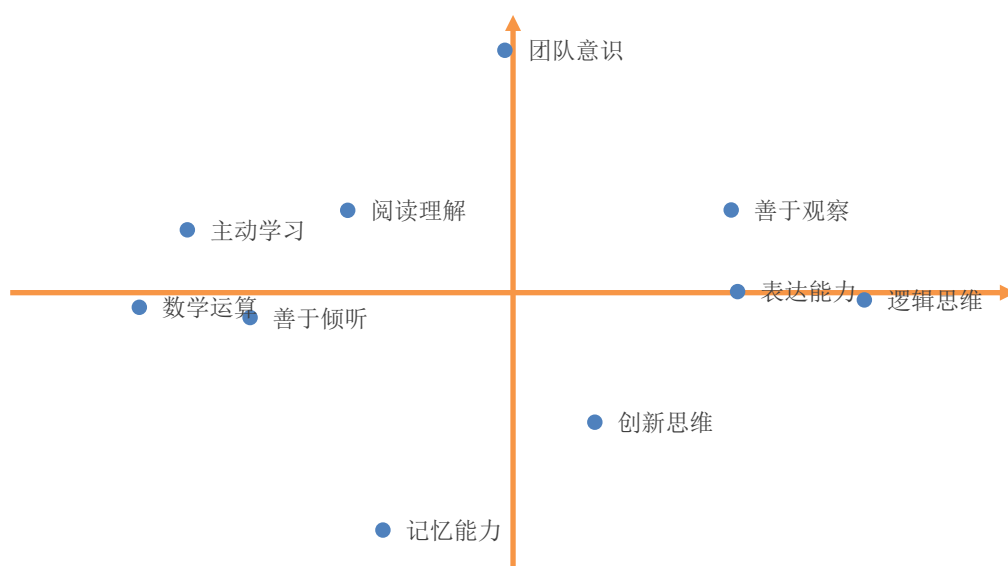 团队意识
阅读理解
善于观察
主动学习
表达能力
逻辑思维
数学运算
善于倾听
创新思维
记忆能力